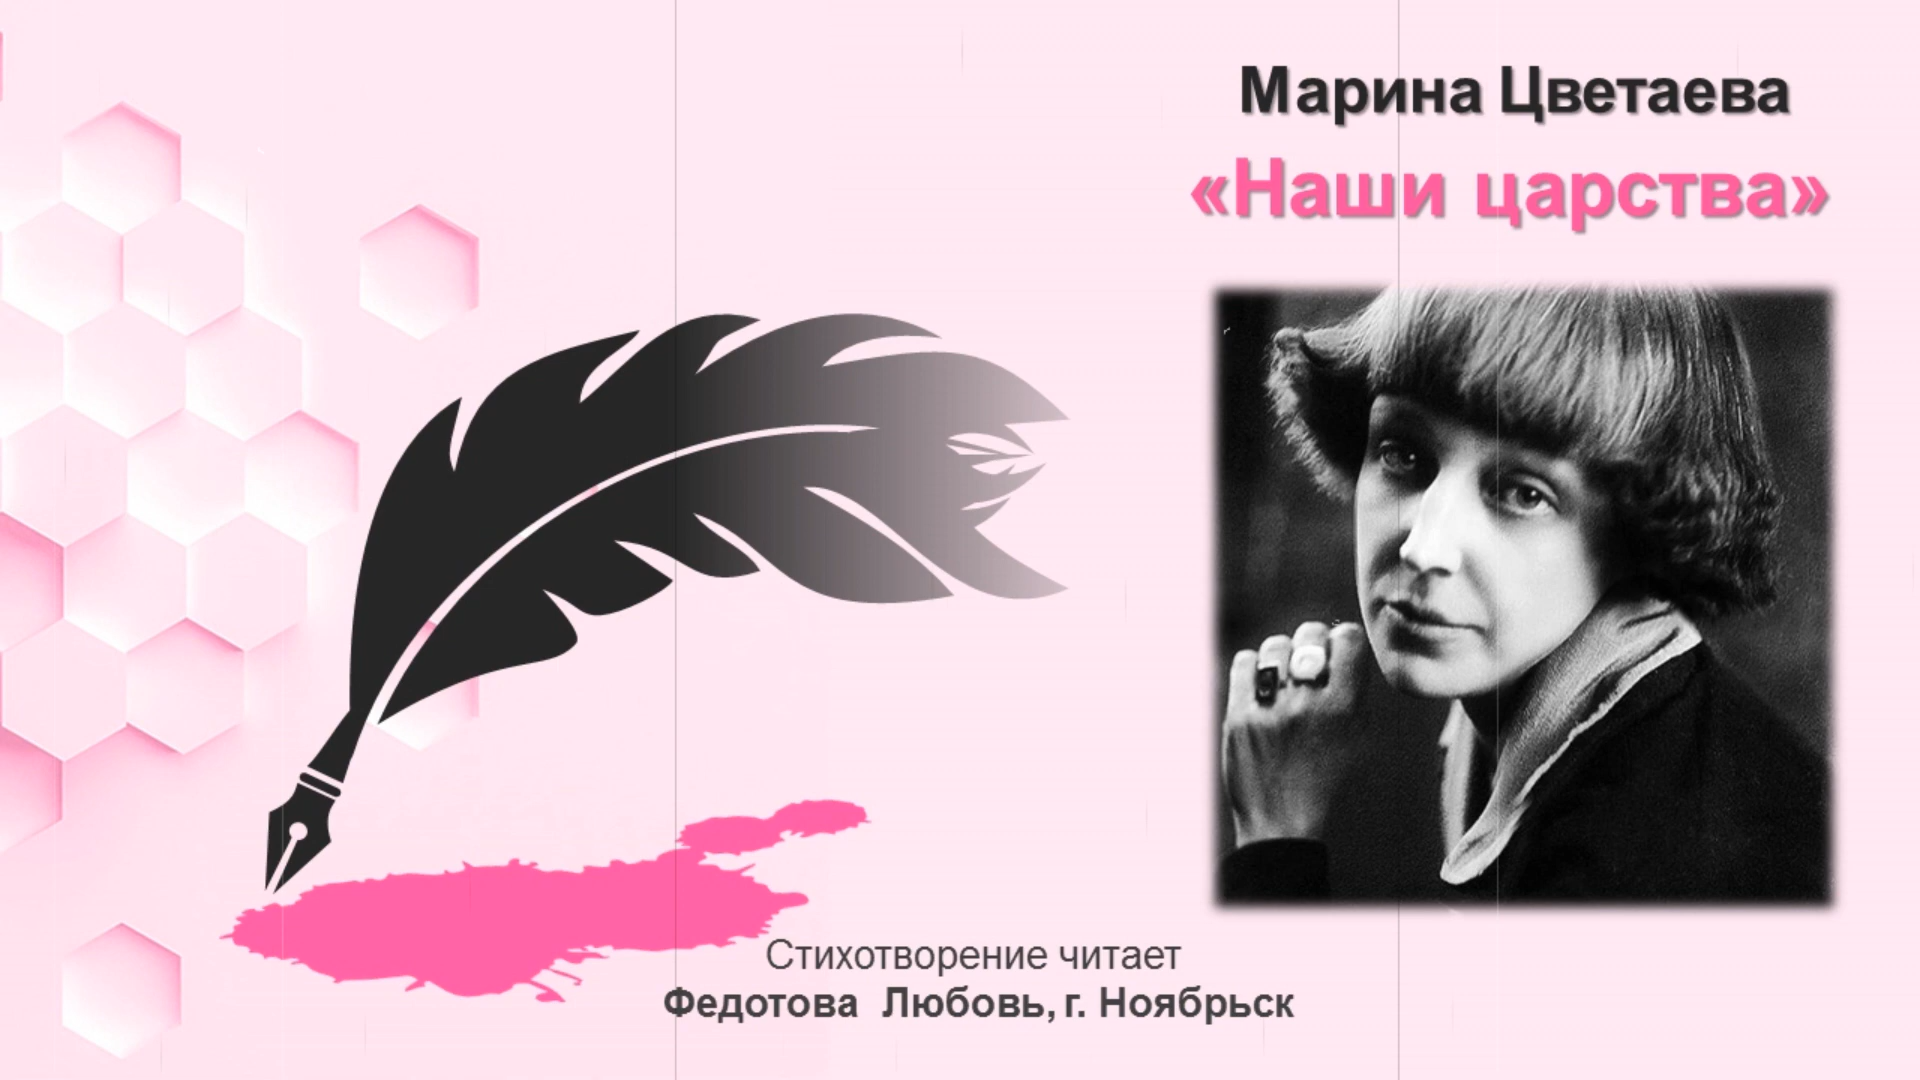 Марина Цветаева
«Наши царства»
Стихотворение читает
Федотова Любовь, г. Ноябрьск